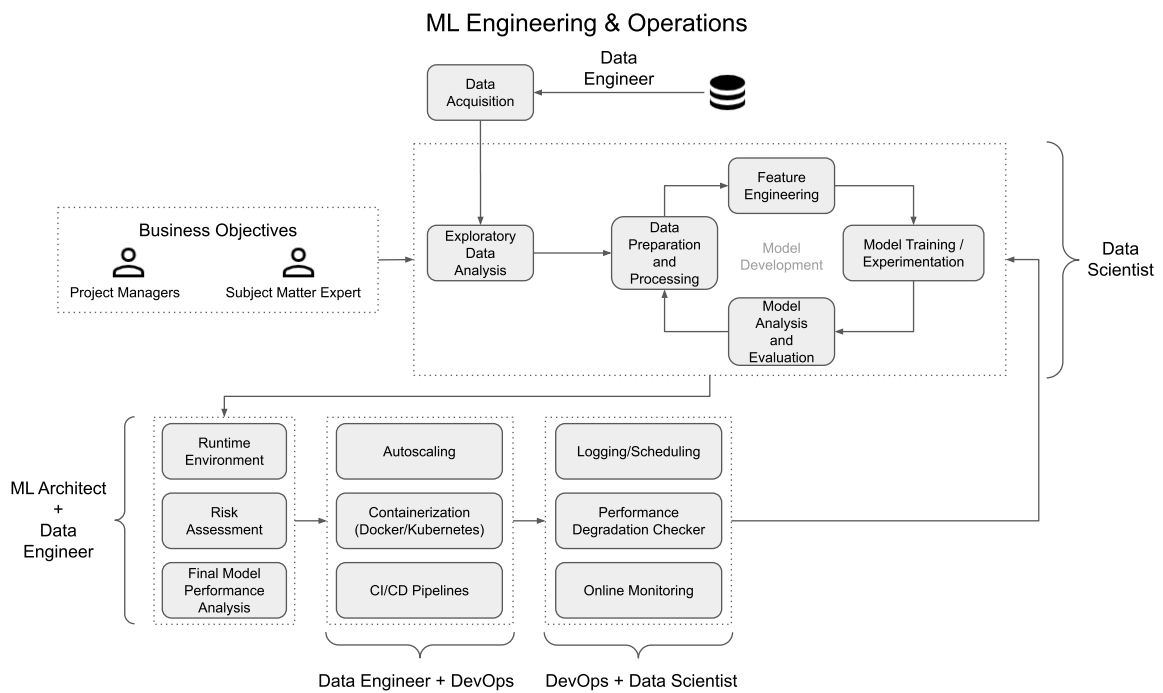 ML Engineering & Operations
Data
Engineer
Data
Acquisition
Business Objectives
Project Managers
Subject Matter Expert
Exploratory
Data
Analysis
Data
Preparation
and
Processing
Feature
Engineering
Model
Development
Model Training /
Experimentation
Model
Analysis
and
Evaluation
Data
Scientist
ML Architect
+
Data
Engineer
Runtime
Environment
Risk
Assessment
Final Model
Performance
Analysis
Autoscaling
Containerization
(Docker/Kubernetes)
CI/CD Pipelines
Logging/Scheduling
Performance
Degradation Checker
Online Monitoring
Data Engineer + DevOps
DevOps + Data Scientist